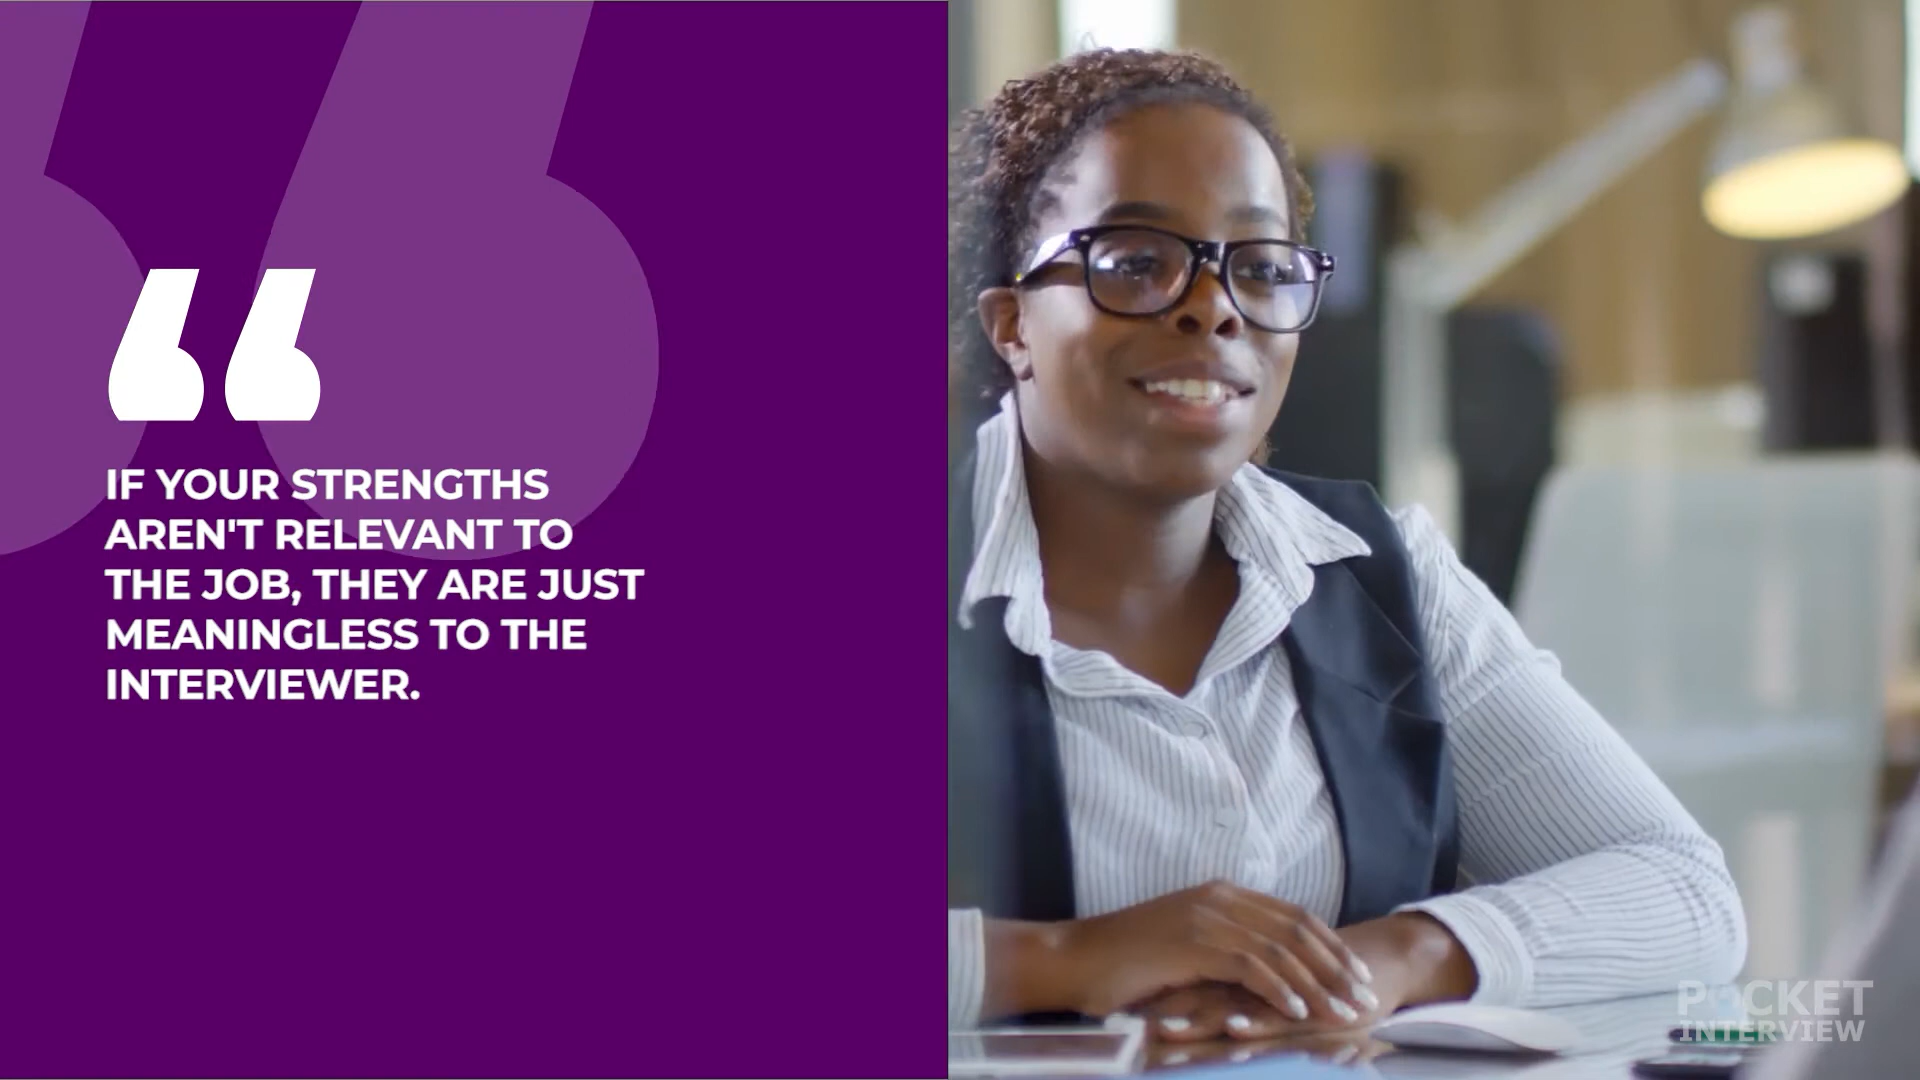 IF YOUR STRENGTHS
AREN'T RELEVANT TO
THE JOB, THEY ARE JUST
MEANINGLESS TO THE
INTERVIEWER.
POCKET
INTERVIEW